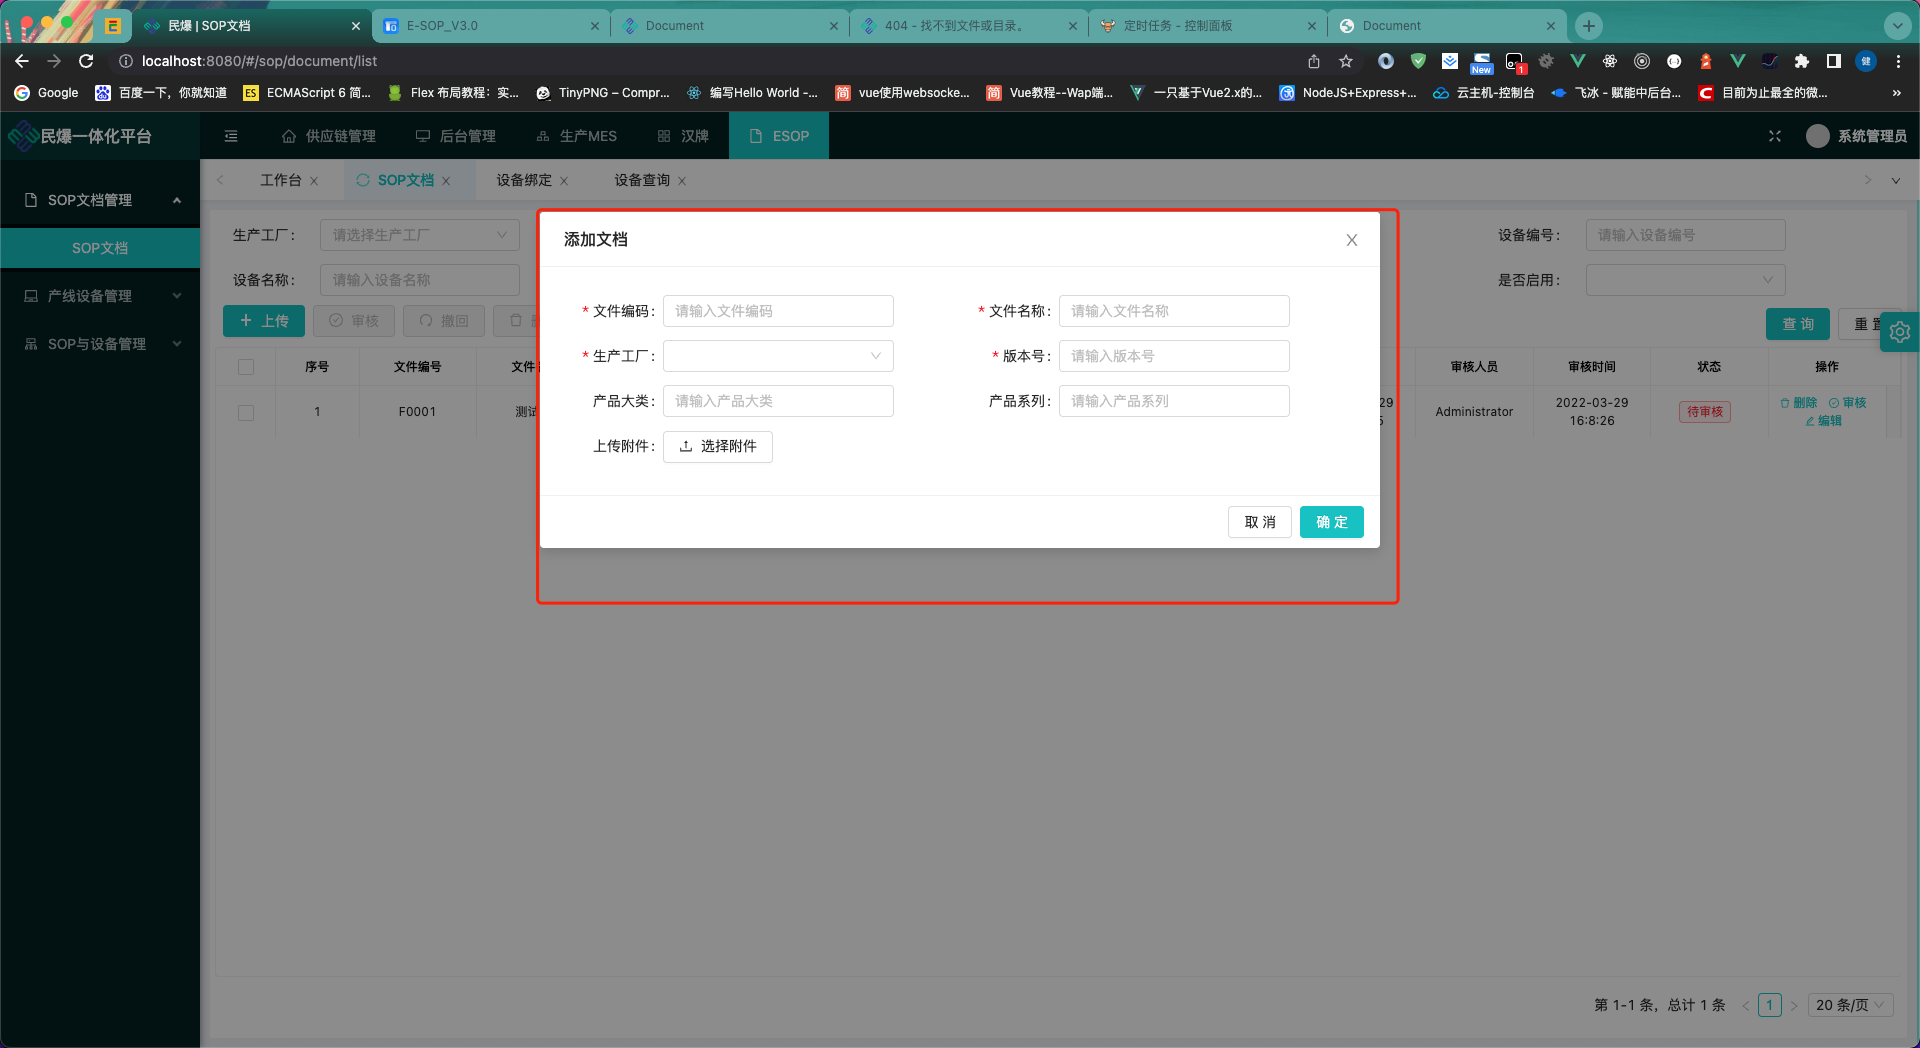 民爆 | SOP文档
E-SOP_V3.0
Document
404 - 找不到文件或目录。
定时任务 - 控制面板
Document
localhost:8080/#/sop/document/list
New
1
健
Google
百度一下，你就知道
ES ECMAScript 6 简...
Flex 布局教程：实...
TinyPNG – Compr...
编写Hello World -...
简 vue使用websocke...
简 Vue教程--Wap端...
一只基于Vue2.x的...
NodeJS+Express+...
云主机-控制台
飞冰 - 赋能中后台...
C 目前为止最全的微...
»
民爆一体化平台
供应链管理
后台管理
生产MES
汉牌
ESOP
系统管理员
工作台
SOP文档
设备绑定
设备查询
SOP文档管理
SOP文档
产线设备管理
SOP与设备管理
生产工厂：
请选择生产工厂
设备编号：
请输入设备编号
设备名称：
请输入设备名称
是否启用：
+ 上传
审核
撤回
查 询
重 置
序号
文件编号
文件
审核人员
审核时间
状态
操作
1
F0001
测试
Administrator
2022-03-29
16:8:26
待审核
删除
审核
编辑
添加文档
* 文件编码：
请输入文件编码
* 文件名称：
请输入文件名称
* 生产工厂：
* 版本号：
请输入版本号
产品大类：
请输入产品大类
产品系列：
请输入产品系列
上传附件：
选择附件
取 消
确 定
第 1-1 条，总计 1 条
1
20 条/页